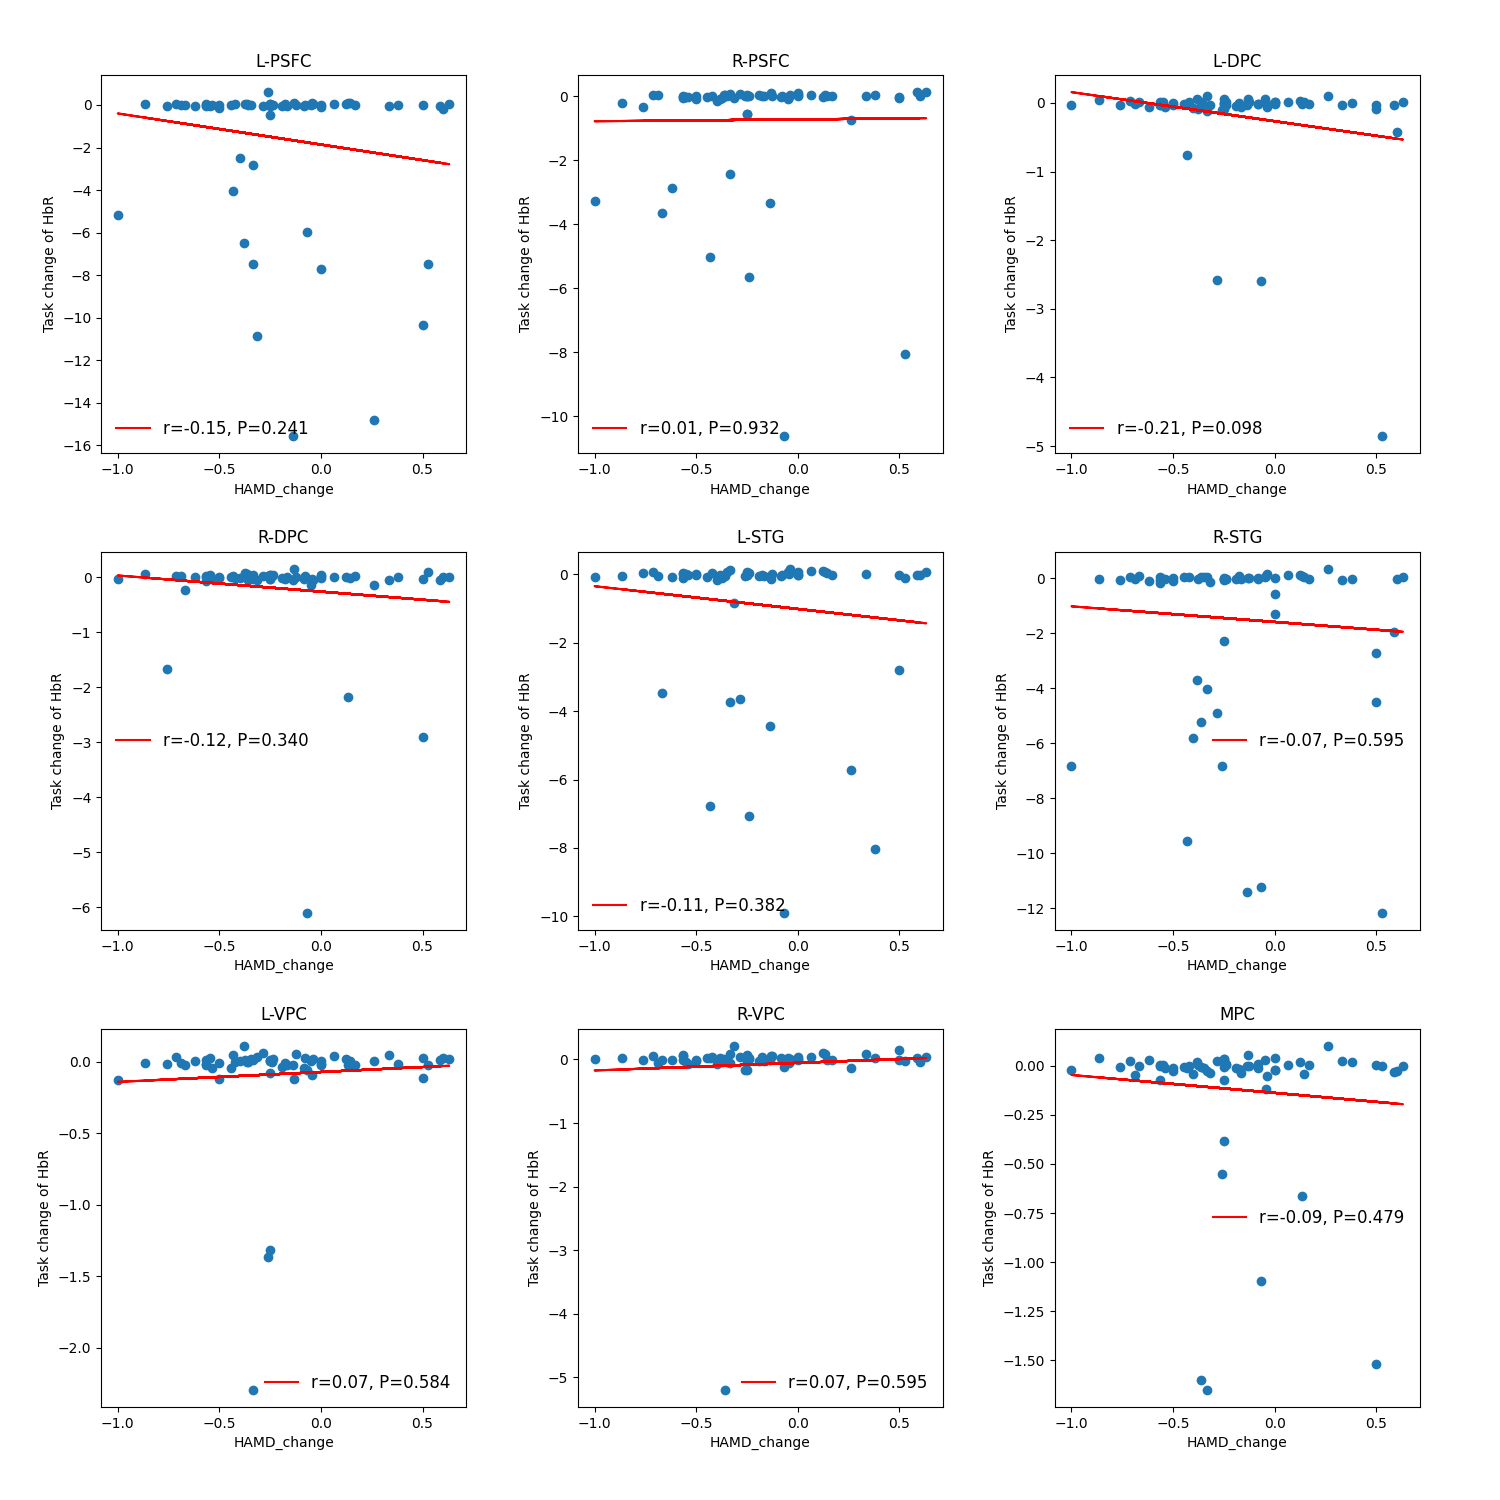 L-PSFC
Task change of HbR
0
−2
−4
−6
−8
−10
−12
−14
−16
r=-0.15, P=0.241
−1.0 −0.5 0.0 0.5
HAMD_change
R-PSFC
Task change of HbR
0
−2
−4
−6
−8
−10
r=0.01, P=0.932
−1.0 −0.5 0.0 0.5
HAMD_change
L-DPC
Task change of HbR
0
−1
−2
−3
−4
−5
r=-0.21, P=0.098
−1.0 −0.5 0.0 0.5
HAMD_change
R-DPC
Task change of HbR
0
−1
−2
−3
−4
−5
−6
r=-0.12, P=0.340
−1.0 −0.5 0.0 0.5
HAMD_change
L-STG
Task change of HbR
0
−2
−4
−6
−8
−10
r=-0.11, P=0.382
−1.0 −0.5 0.0 0.5
HAMD_change
R-STG
Task change of HbR
0
−2
−4
−6
−8
−10
−12
r=-0.07, P=0.595
−1.0 −0.5 0.0 0.5
HAMD_change
L-VPC
Task change of HbR
0.0
−0.5
−1.0
−1.5
−2.0
r=0.07, P=0.584
−1.0 −0.5 0.0 0.5
HAMD_change
R-VPC
Task change of HbR
0
−1
−2
−3
−4
−5
r=0.07, P=0.595
−1.0 −0.5 0.0 0.5
HAMD_change
MPC
Task change of HbR
0.00
−0.25
−0.50
−0.75
−1.00
−1.25
−1.50
r=-0.09, P=0.479
−1.0 −0.5 0.0 0.5
HAMD_change